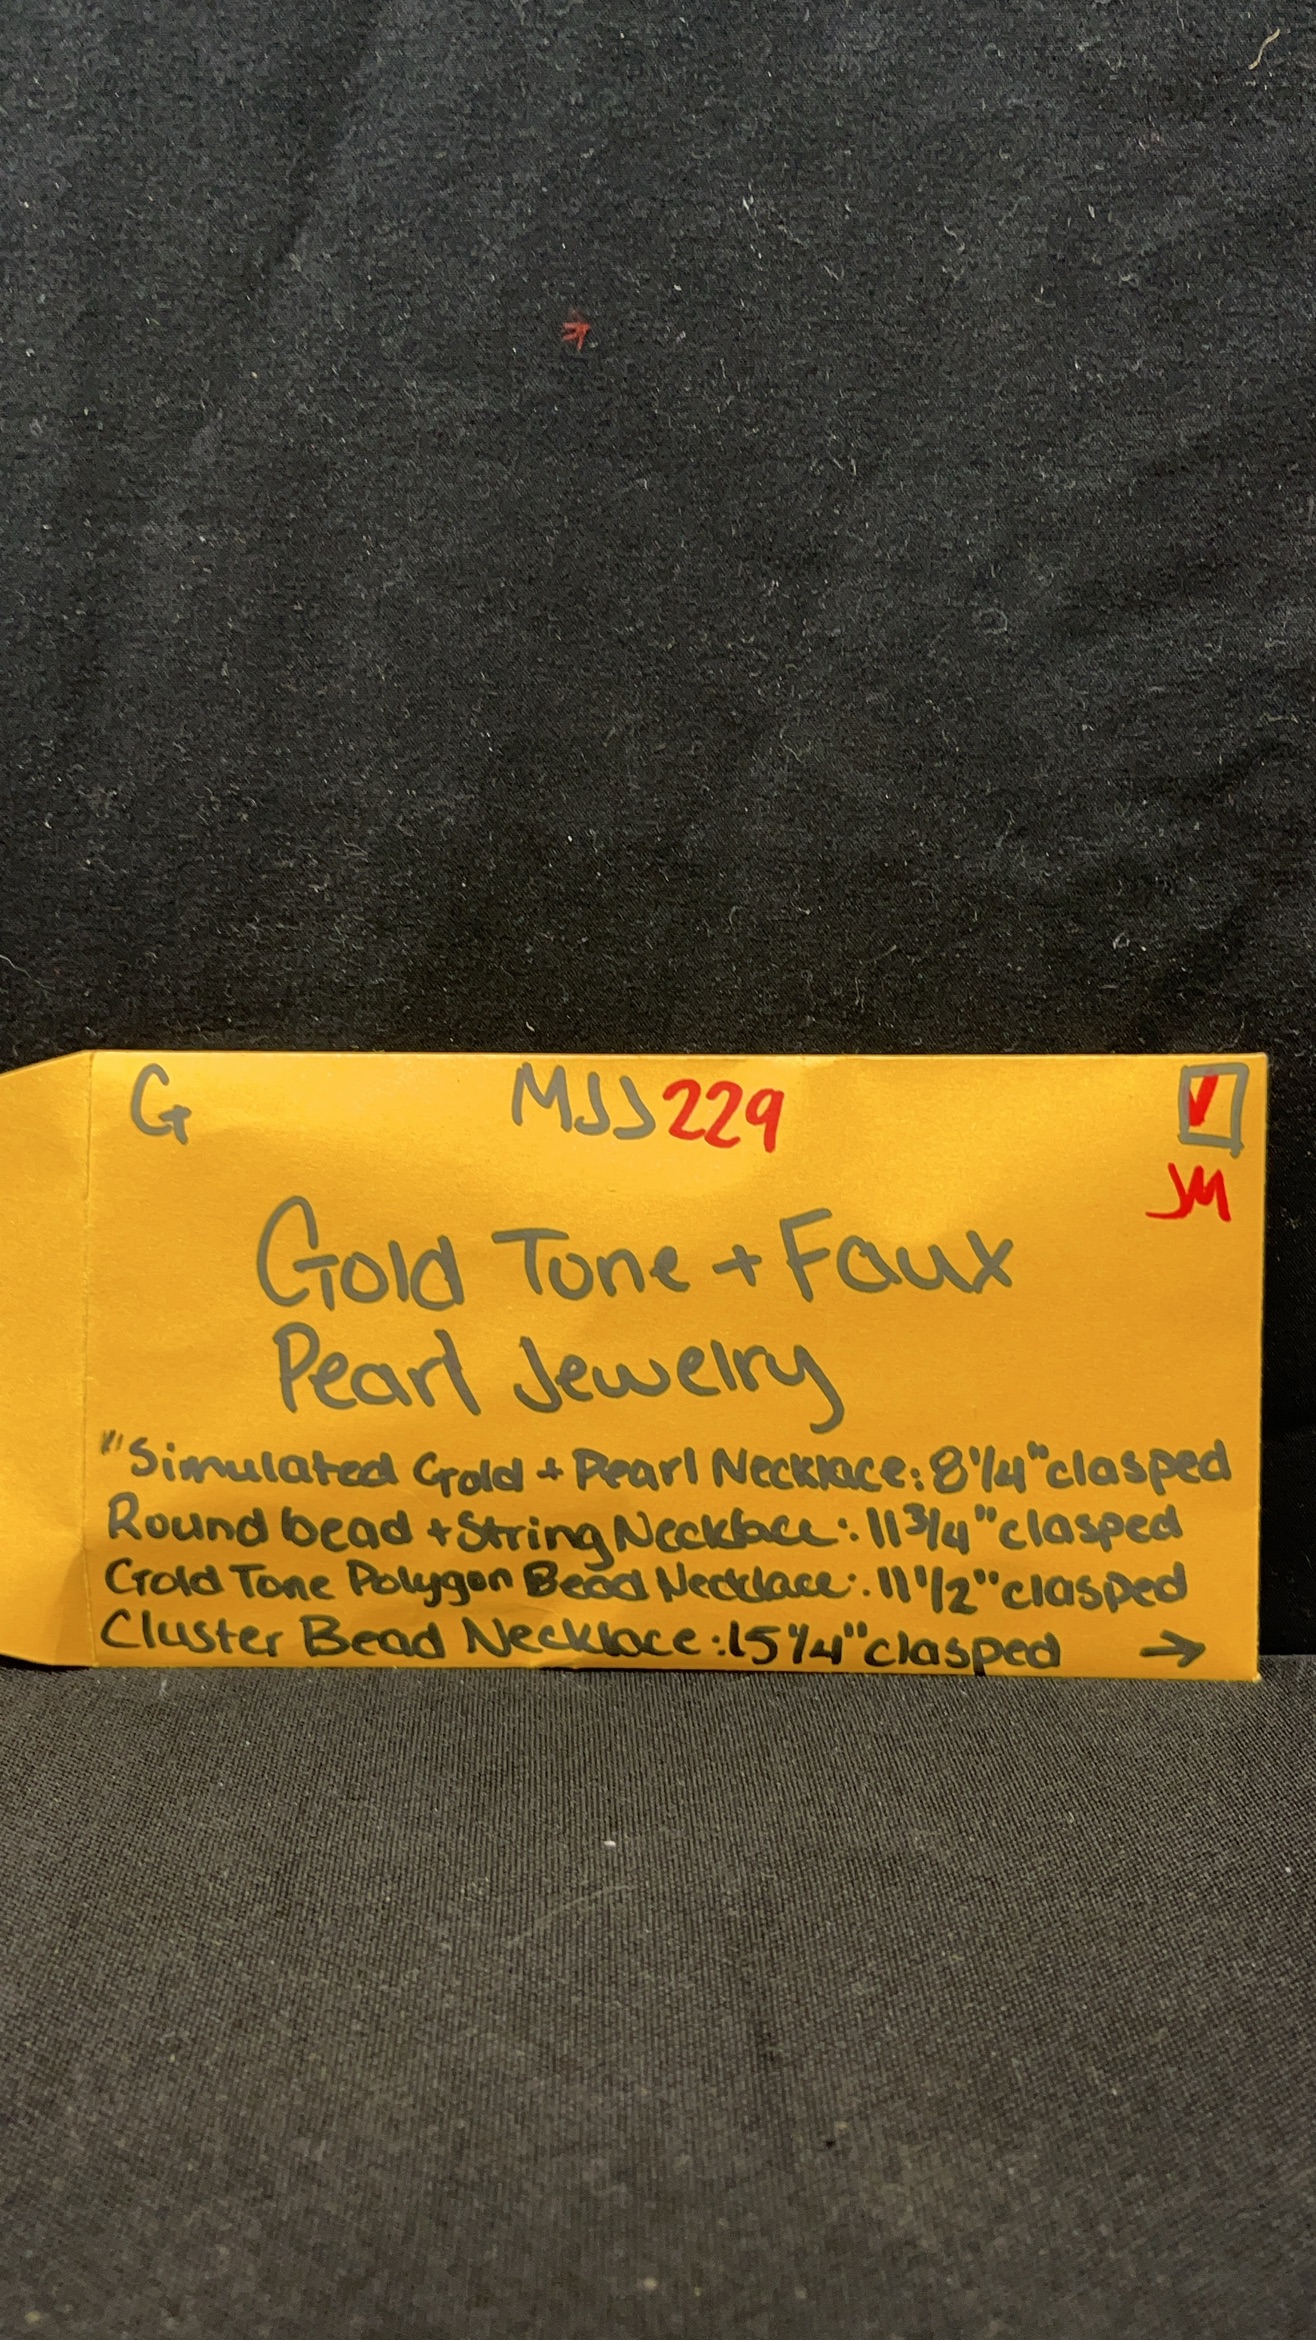 G MJJ229
JM
Gold Tone + Faux
Pearl Jewelry
"Simulated Gold + Pearl Necklace: 8 1/4" clasped
Round bead + String Necklace: 11 3/4" clasped
Gold Tone Polygon Bead Necklace: 11 1/2" clasped
Cluster Bead Necklace: 15 1/4" clasped →